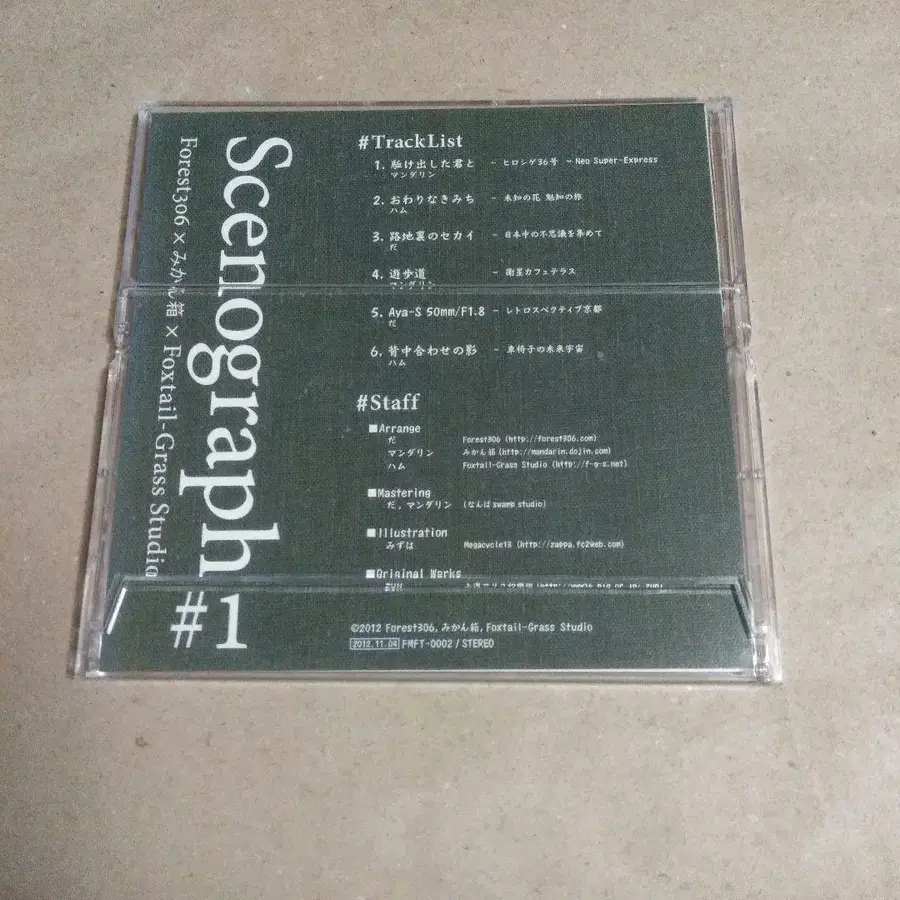 Scenograph #1
Forest306 × みかん箱 × Foxtail-Grass Studio
#TrackList
1. 駈け出した君と - ヒロシゲ36号 ~ Neo Super-Express
マンダリン
2. おわりなきみち - 未知の花 魅知の旅
ハム
3. 路地裏のセカイ - 日本中の不思議を集めて
だ
4. 遊歩道 - 衛星カフェテラス
マンダリン
5. Aya-S 50mm/F1.8 - レトロスペクティブ京都
だ
6. 背中合わせの影 - 車椅子の未来宇宙
ハム
#Staff
■Arrange
だ Forest306 (http://forest306.com)
マンダリン みかん箱 (http://mandarin.dojin.com)
ハム Foxtail-Grass Studio (http://f-g-s.net)
■Mastering
だ, マンダリン (なんば swamp studio)
■Illustration
みずは Megacycle13 (http://zappa.fc2web.com)
■Original Works
ZUN
©2012 Forest306, みかん箱, Foxtail-Grass Studio
2012.11.04 FMFT-0002 / STEREO